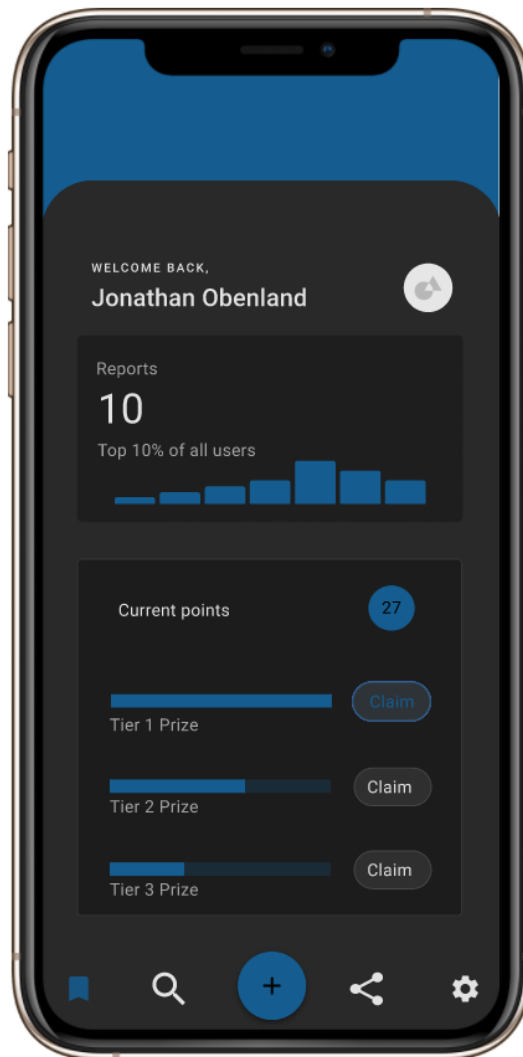 WELCOME BACK,
Jonathan Obenland
Reports
10
Top 10% of all users
Current points
27
Claim
Tier 1 Prize
Claim
Tier 2 Prize
Claim
Tier 3 Prize
+